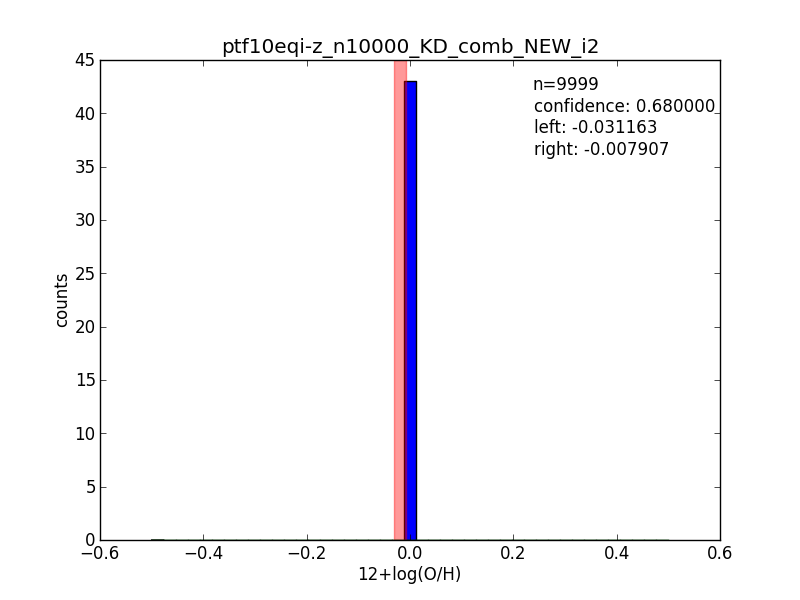 ptf10eqi-z_n10000_KD_comb_NEW_i2
45
40
35
30
25
20
15
10
5
0
counts
n=9999
confidence: 0.680000
left: -0.031163
right: -0.007907
−0.6 −0.4 −0.2 0.0 0.2 0.4 0.6
12+log(O/H)